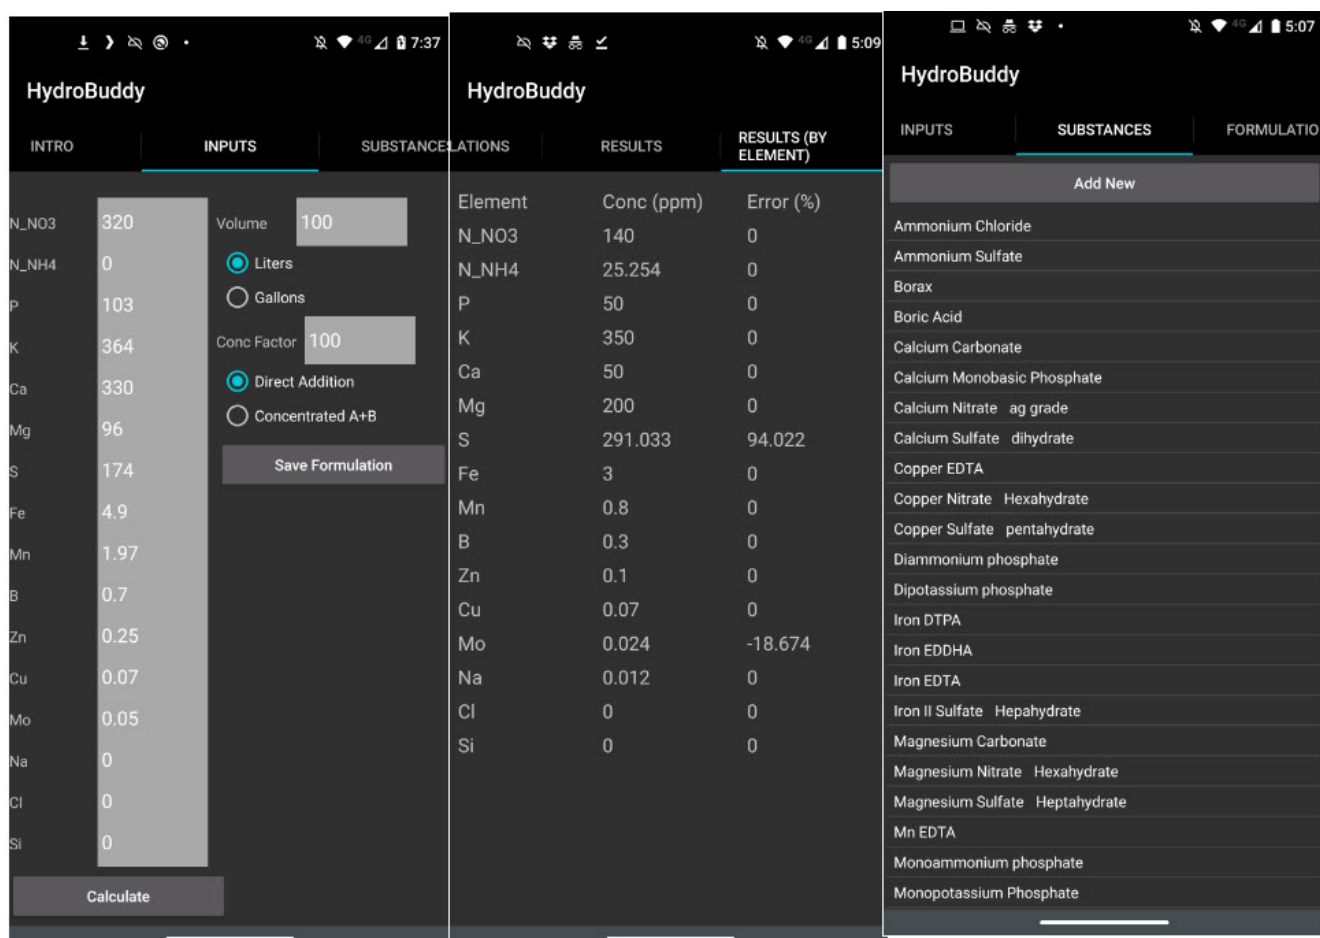 7:37
HydroBuddy
INTRO INPUTS SUBSTANCE
N_NO3 320 Volume 100
N_NH4 0 Liters
P 103 Gallons
K 364 Conc Factor 100
Ca 330 Direct Addition
Mg 96 Concentrated A+B
S 174 Save Formulation
Fe 4.9
Mn 1.97
B 0.7
Zn 0.25
Cu 0.07
Mo 0.05
Na 0
Cl 0
Si 0
Calculate
4G 5:09
HydroBuddy
LATIONS RESULTS RESULTS (BY
ELEMENT)
Element Conc (ppm) Error (%)
N_NO3 140 0
N_NH4 25.254 0
P 50 0
K 350 0
Ca 50 0
Mg 200 0
S 291.033 94.022
Fe 3 0
Mn 0.8 0
B 0.3 0
Zn 0.1 0
Cu 0.07 0
Mo 0.024 -18.674
Na 0.012 0
Cl 0 0
Si 0 0
4G 5:07
HydroBuddy
INPUTS SUBSTANCES FORMULATIO
Add New
Ammonium Chloride
Ammonium Sulfate
Borax
Boric Acid
Calcium Carbonate
Calcium Monobasic Phosphate
Calcium Nitrate ag grade
Calcium Sulfate dihydrate
Copper EDTA
Copper Nitrate Hexahydrate
Copper Sulfate pentahydrate
Diammonium phosphate
Dipotassium phosphate
Iron DTPA
Iron EDDHA
Iron EDTA
Iron II Sulfate Hepahydrate
Magnesium Carbonate
Magnesium Nitrate Hexahydrate
Magnesium Sulfate Heptahydrate
Mn EDTA
Monoammonium phosphate
Monopotassium Phosphate